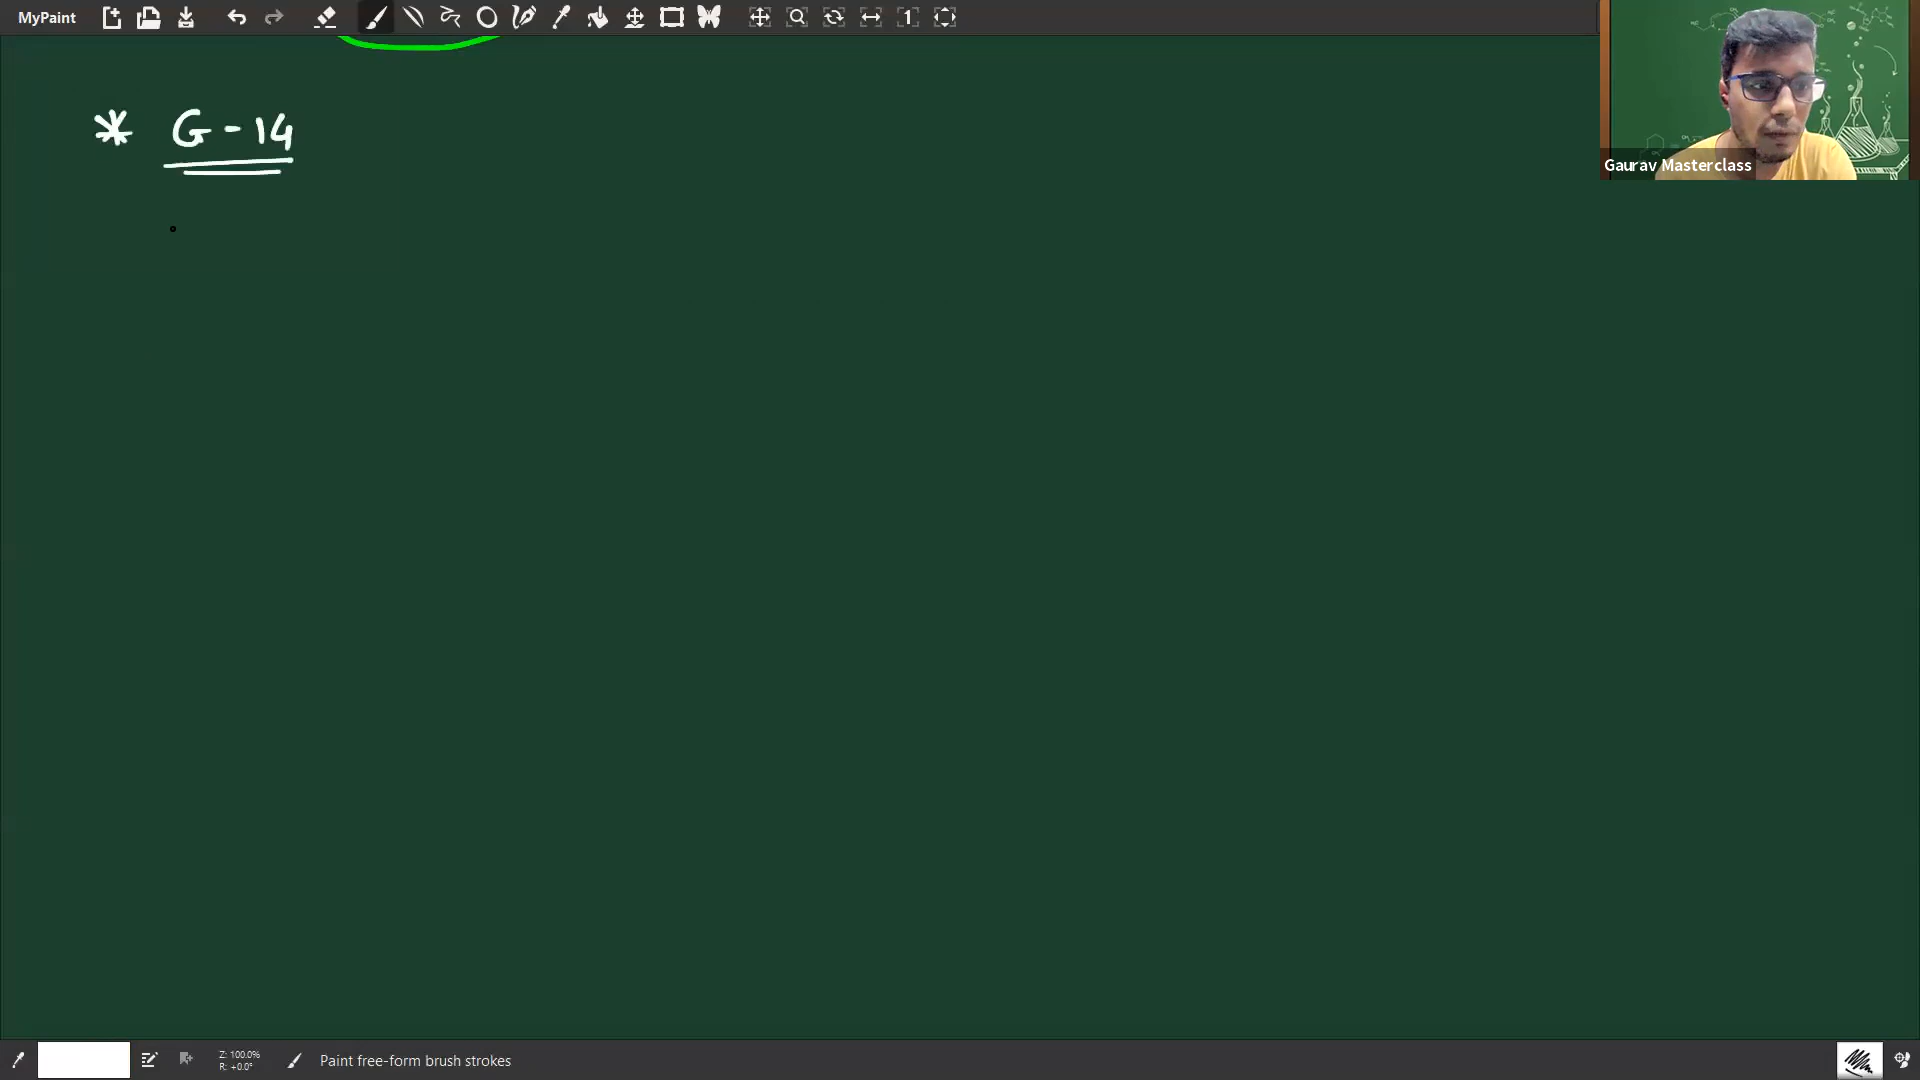 MyPaint
* G-14
Gaurav Masterclass
Z: 100.0%
R: +0.0°
Paint free-form brush strokes